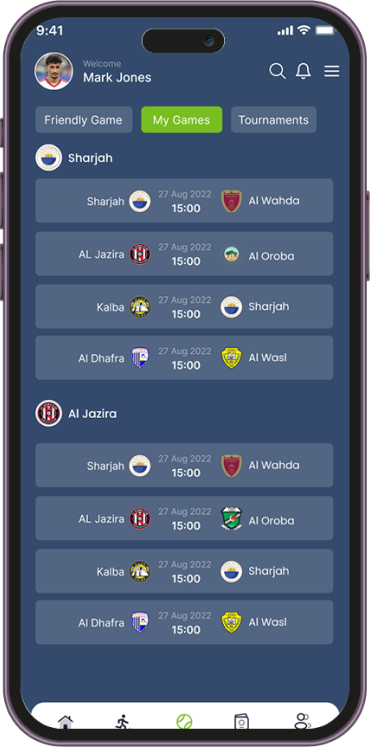 9:41
Welcome
Mark Jones
Friendly Game My Games Tournaments
Sharjah
Sharjah 27 Aug 2022 15:00 Al Wahda
AL Jazira 27 Aug 2022 15:00 Al Oroba
Kalba 27 Aug 2022 15:00 Sharjah
Al Dhafra 27 Aug 2022 15:00 Al Wasl
Al Jazira
Sharjah 27 Aug 2022 15:00 Al Wahda
AL Jazira 27 Aug 2022 15:00 Al Oroba
Kalba 27 Aug 2022 15:00 Sharjah
Al Dhafra 27 Aug 2022 15:00 Al Wasl